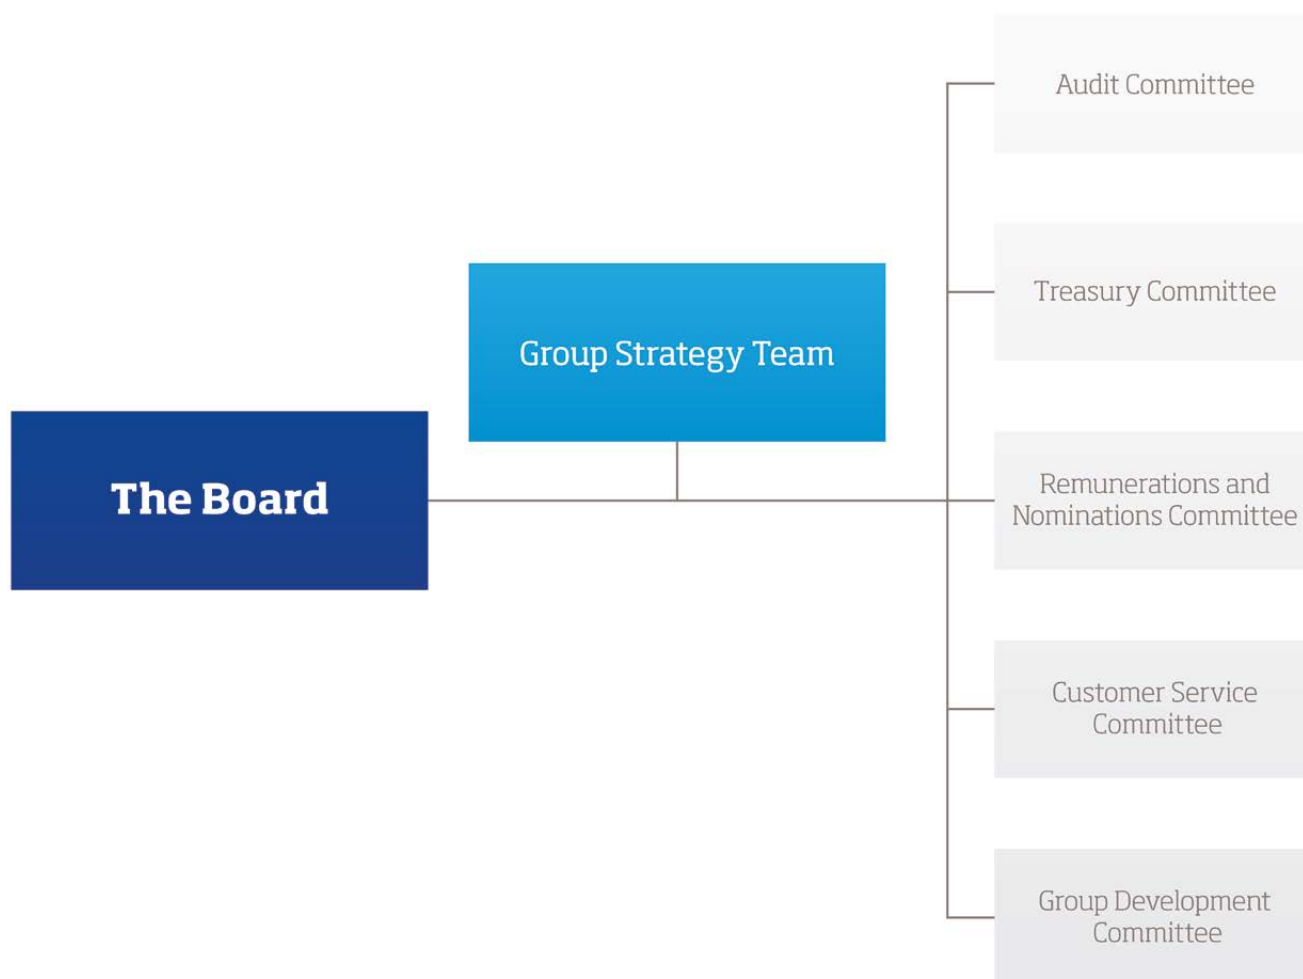 Audit Committee
Treasury Committee
Group Strategy Team
The Board
Remunerations and
Nominations Committee
Customer Service
Committee
Group Development
Committee